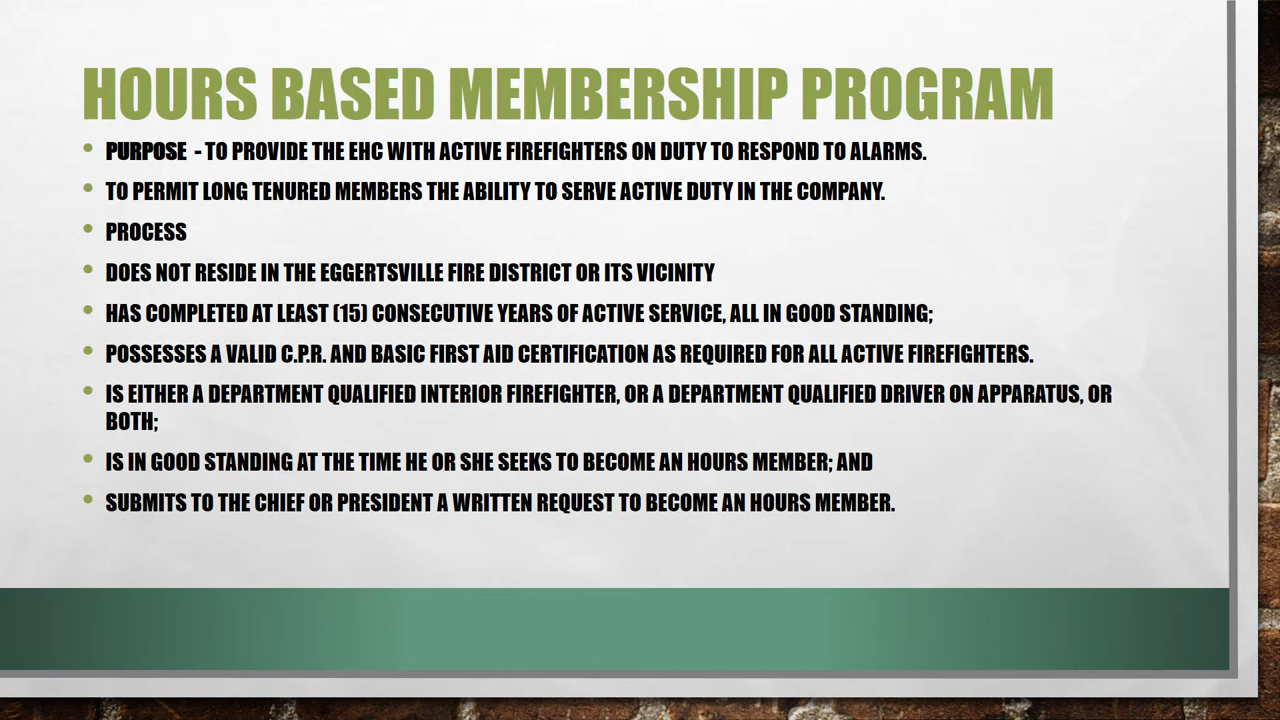 HOURS BASED MEMBERSHIP PROGRAM
• PURPOSE - TO PROVIDE THE EHC WITH ACTIVE FIREFIGHTERS ON DUTY TO RESPOND TO ALARMS.
• TO PERMIT LONG TENURED MEMBERS THE ABILITY TO SERVE ACTIVE DUTY IN THE COMPANY.
• PROCESS
• DOES NOT RESIDE IN THE EGGERTSVILLE FIRE DISTRICT OR ITS VICINITY
• HAS COMPLETED AT LEAST (15) CONSECUTIVE YEARS OF ACTIVE SERVICE, ALL IN GOOD STANDING;
• POSSESSES A VALID C.P.R. AND BASIC FIRST AID CERTIFICATION AS REQUIRED FOR ALL ACTIVE FIREFIGHTERS.
• IS EITHER A DEPARTMENT QUALIFIED INTERIOR FIREFIGHTER, OR A DEPARTMENT QUALIFIED DRIVER ON APPARATUS, OR
BOTH;
• IS IN GOOD STANDING AT THE TIME HE OR SHE SEEKS TO BECOME AN HOURS MEMBER; AND
• SUBMITS TO THE CHIEF OR PRESIDENT A WRITTEN REQUEST TO BECOME AN HOURS MEMBER.